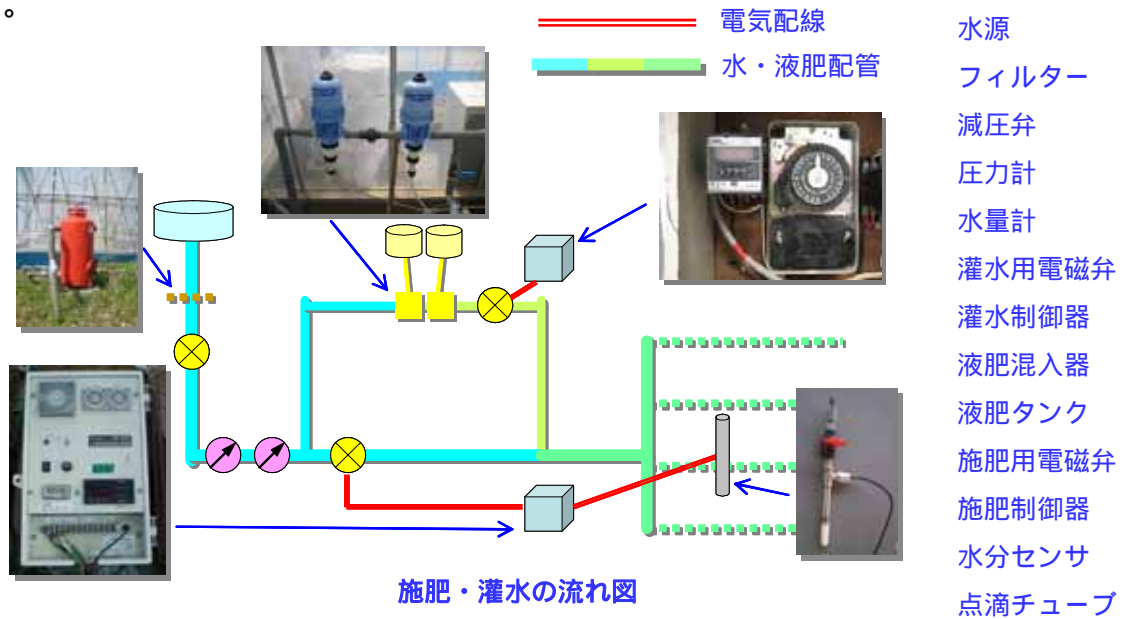 。
電気配線
水・液肥配管
水源
フィルター
減圧弁
圧力計
水量計
灌水用電磁弁
灌水制御器
液肥混入器
液肥タンク
施肥用電磁弁
施肥制御器
水分センサ
点滴チューブ
施肥・灌水の流れ図